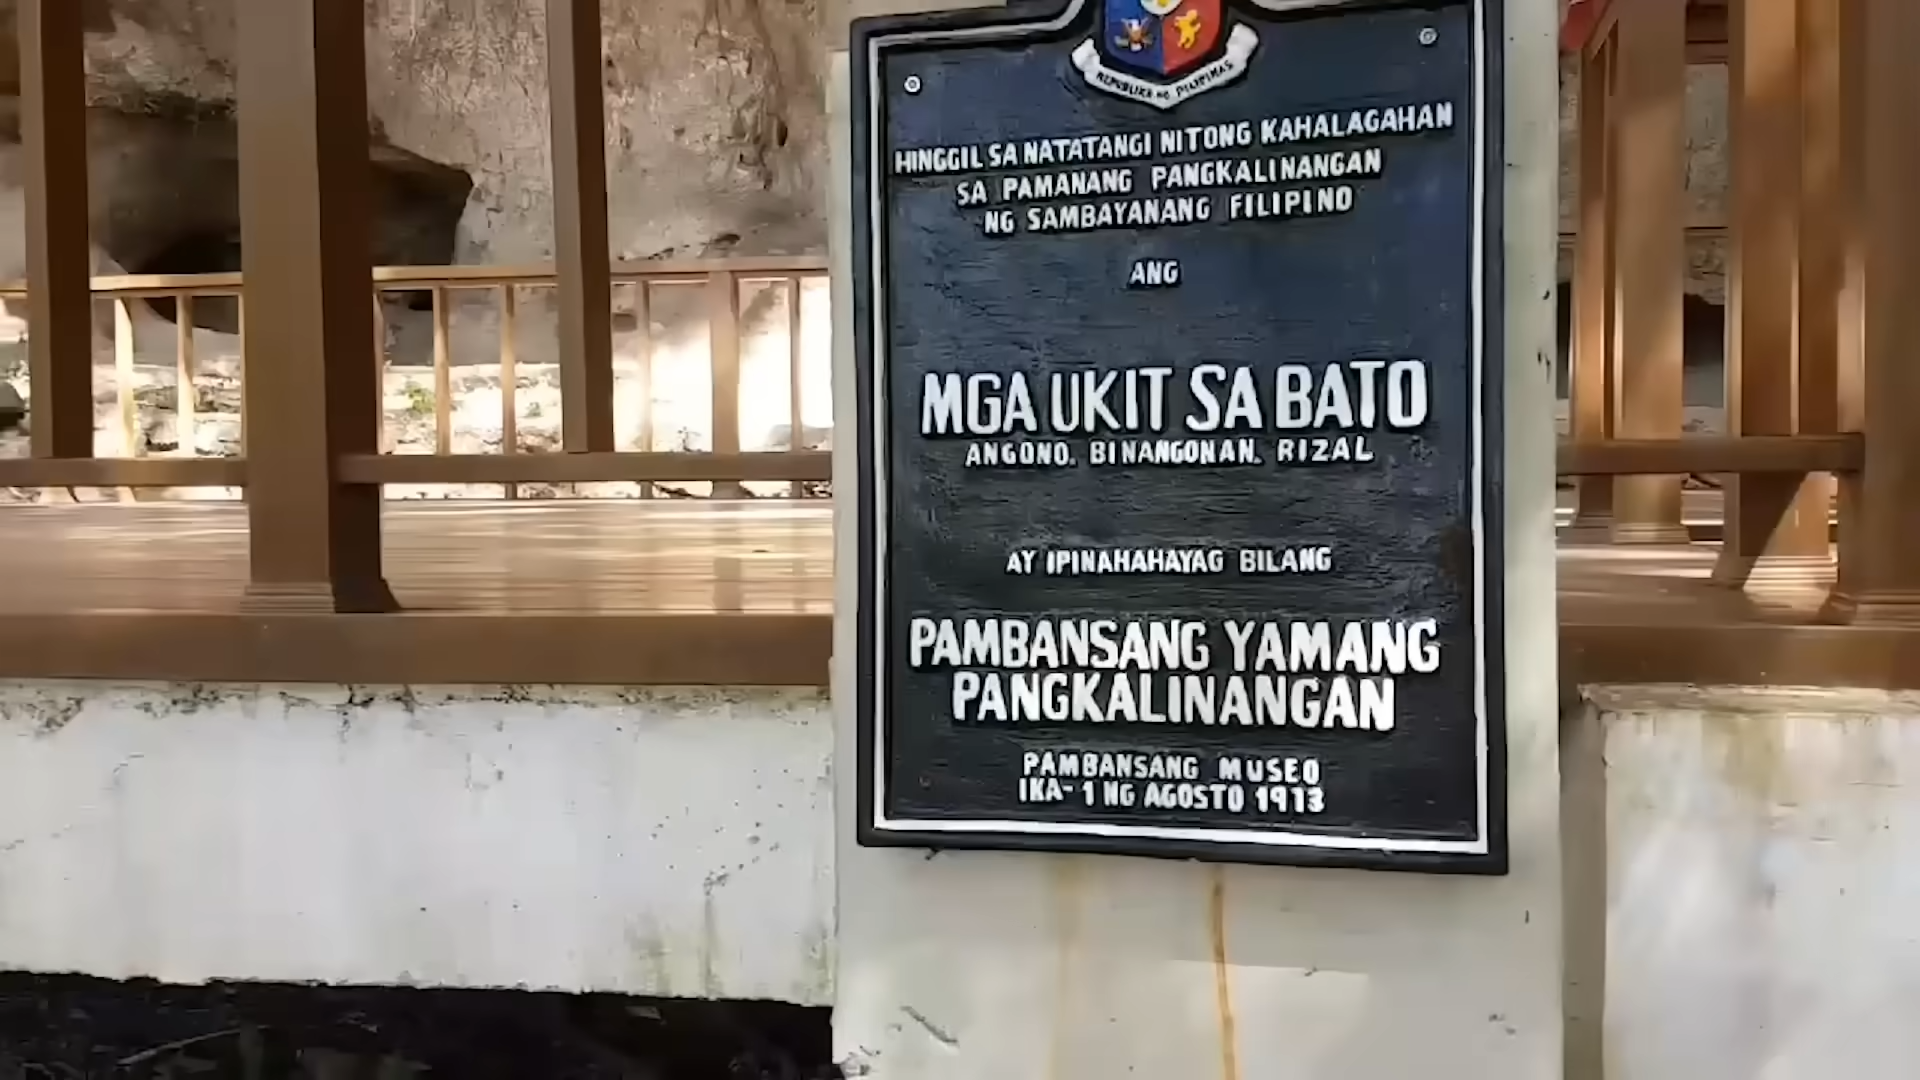 REPUBLIKA NG PILIPINAS
HINGGIL SA NATATANGI NITONG KAHALAGAHAN
SA PAMANANG PANGKALINANGAN
NG SAMBAYANANG FILIPINO
ANG
MGA UKIT SA BATO
ANGONO, BINANGONAN, RIZAL
AY IPINAHAHAYAG BILANG
PAMBANSANG YAMANG
PANGKALINANGAN
PAMBANSANG MUSEO
IKA-1 NG AGOSTO 1973